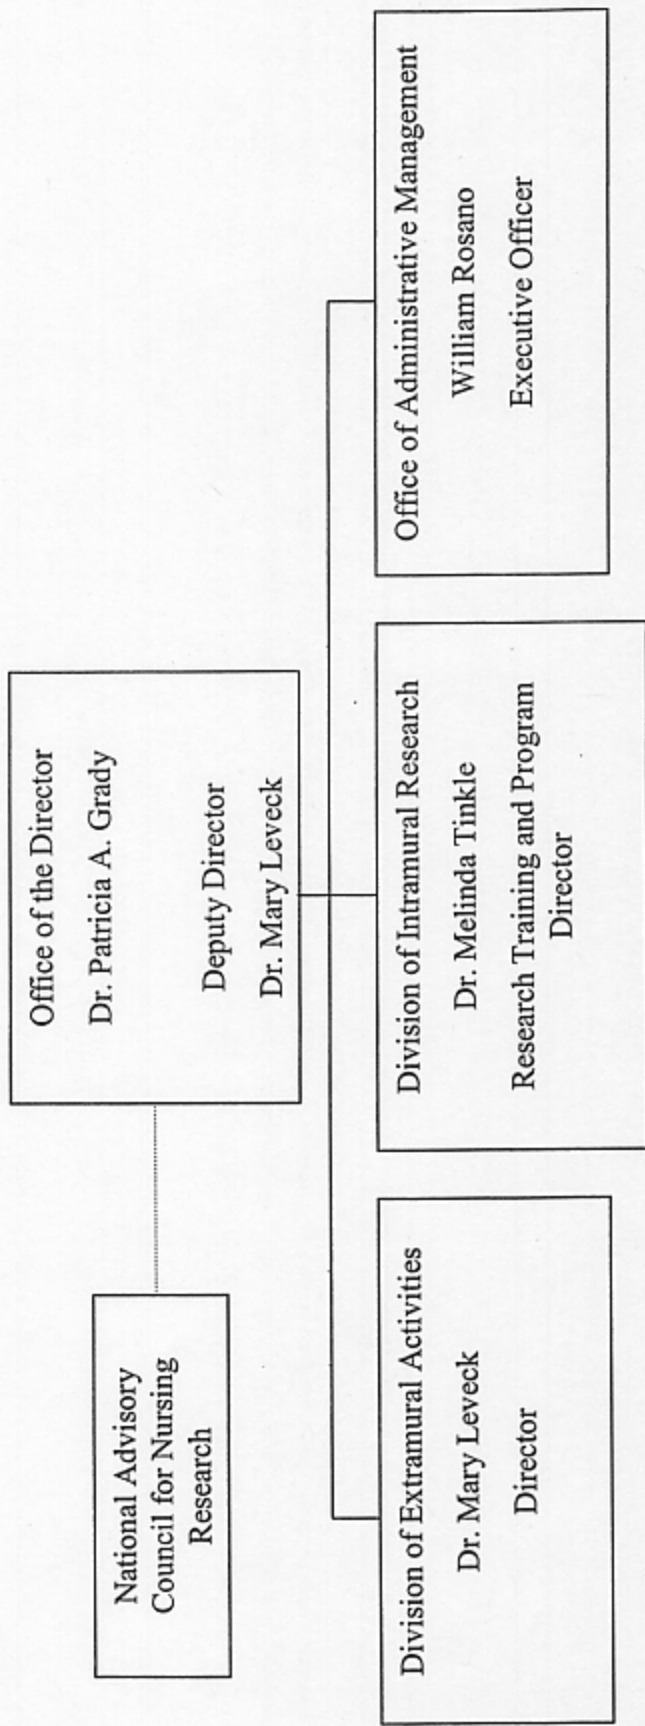 National Advisory
Council for Nursing
Research
Office of the Director
Dr. Patricia A. Grady
Deputy Director
Dr. Mary Leveck
Division of Extramural Activities
Dr. Mary Leveck
Director
Division of Intramural Research
Dr. Melinda Tinkle
Research Training and Program
Director
Office of Administrative Management
William Rosano
Executive Officer